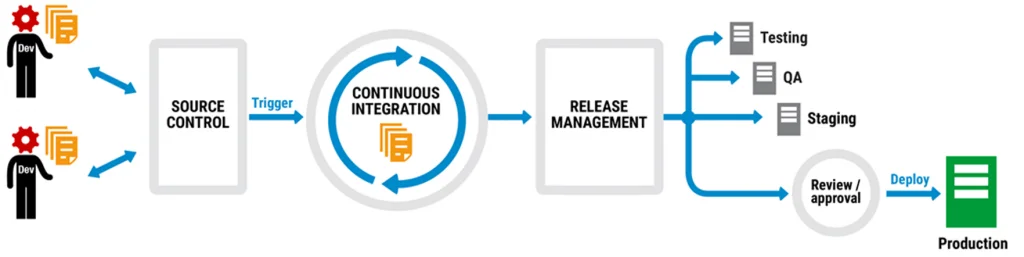 Dev
Dev
SOURCE
CONTROL
Trigger
CONTINUOUS
INTEGRATION
RELEASE
MANAGEMENT
Testing
QA
Staging
Review /
approval
Deploy
Production